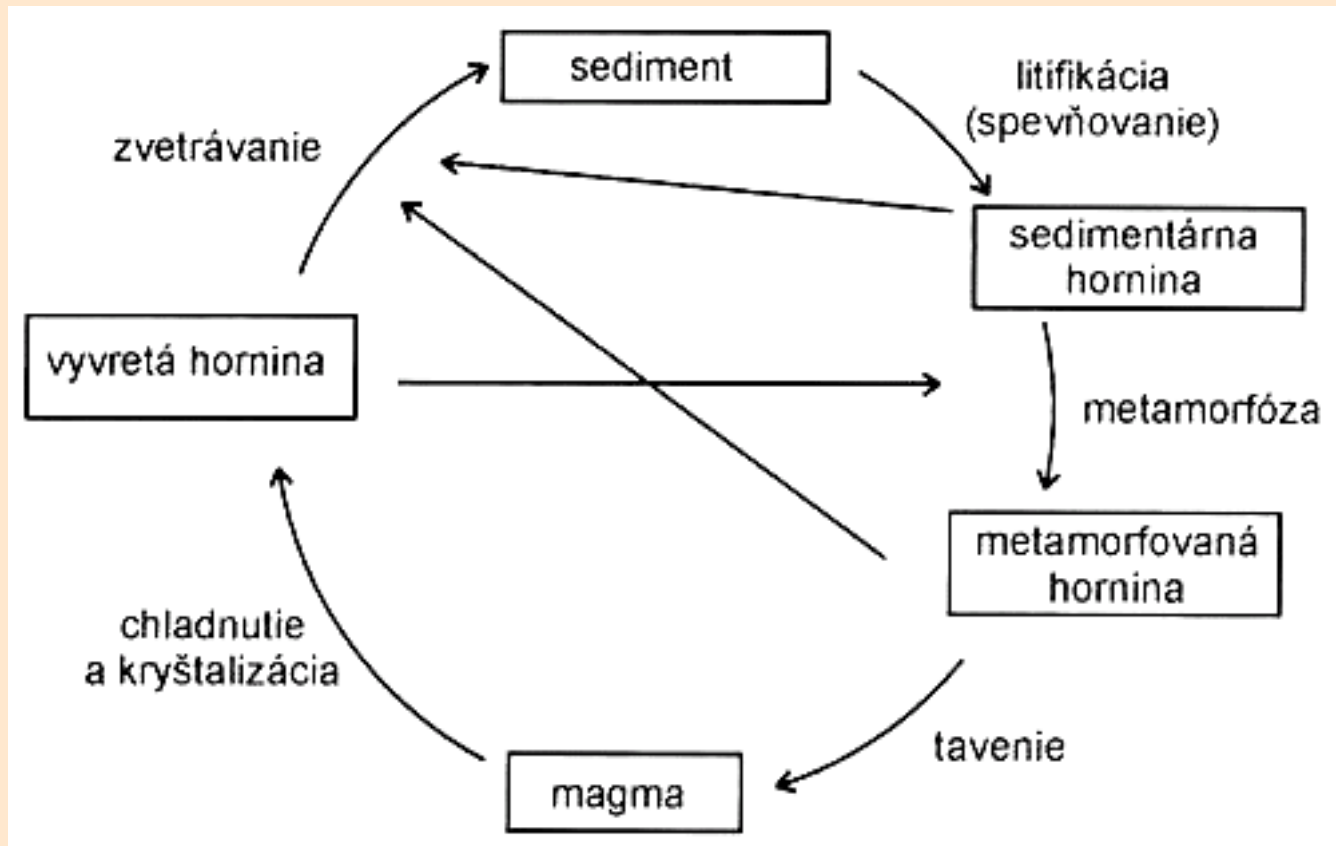 sediment
litifikácia
(spevňovanie)
zvetrávanie
sedimentárna
hornina
vyvretá hornina
metamorfóza
metamorfovaná
hornina
chladnutie
a kryštalizácia
tavenie
magma